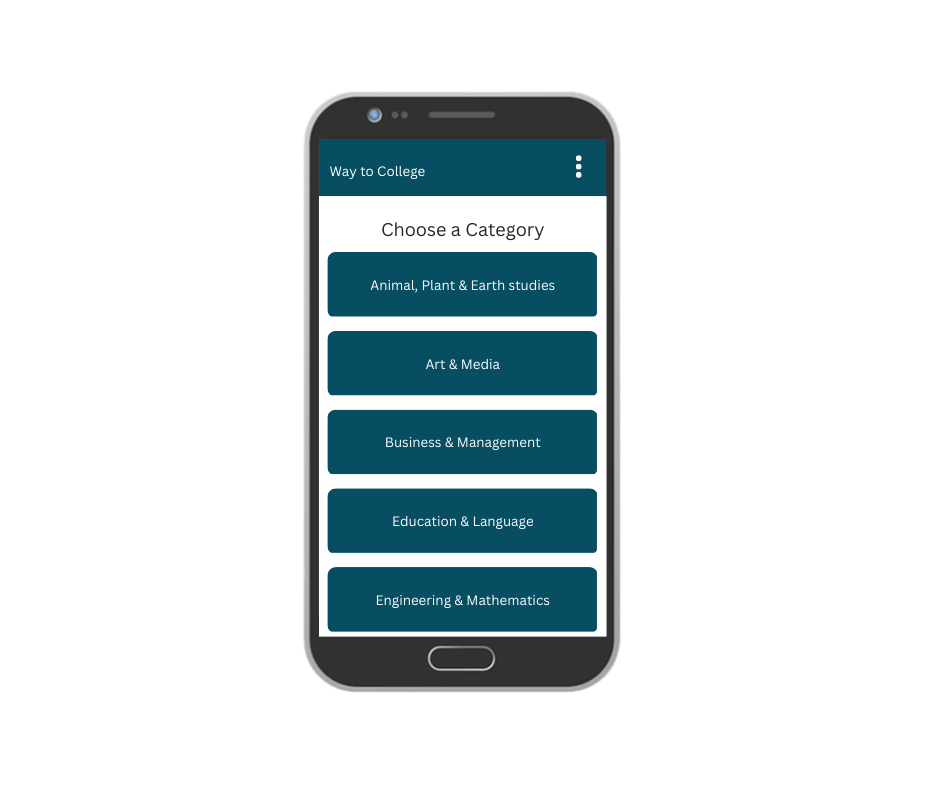 Way to College
Choose a Category
Animal, Plant & Earth studies
Art & Media
Business & Management
Education & Language
Engineering & Mathematics